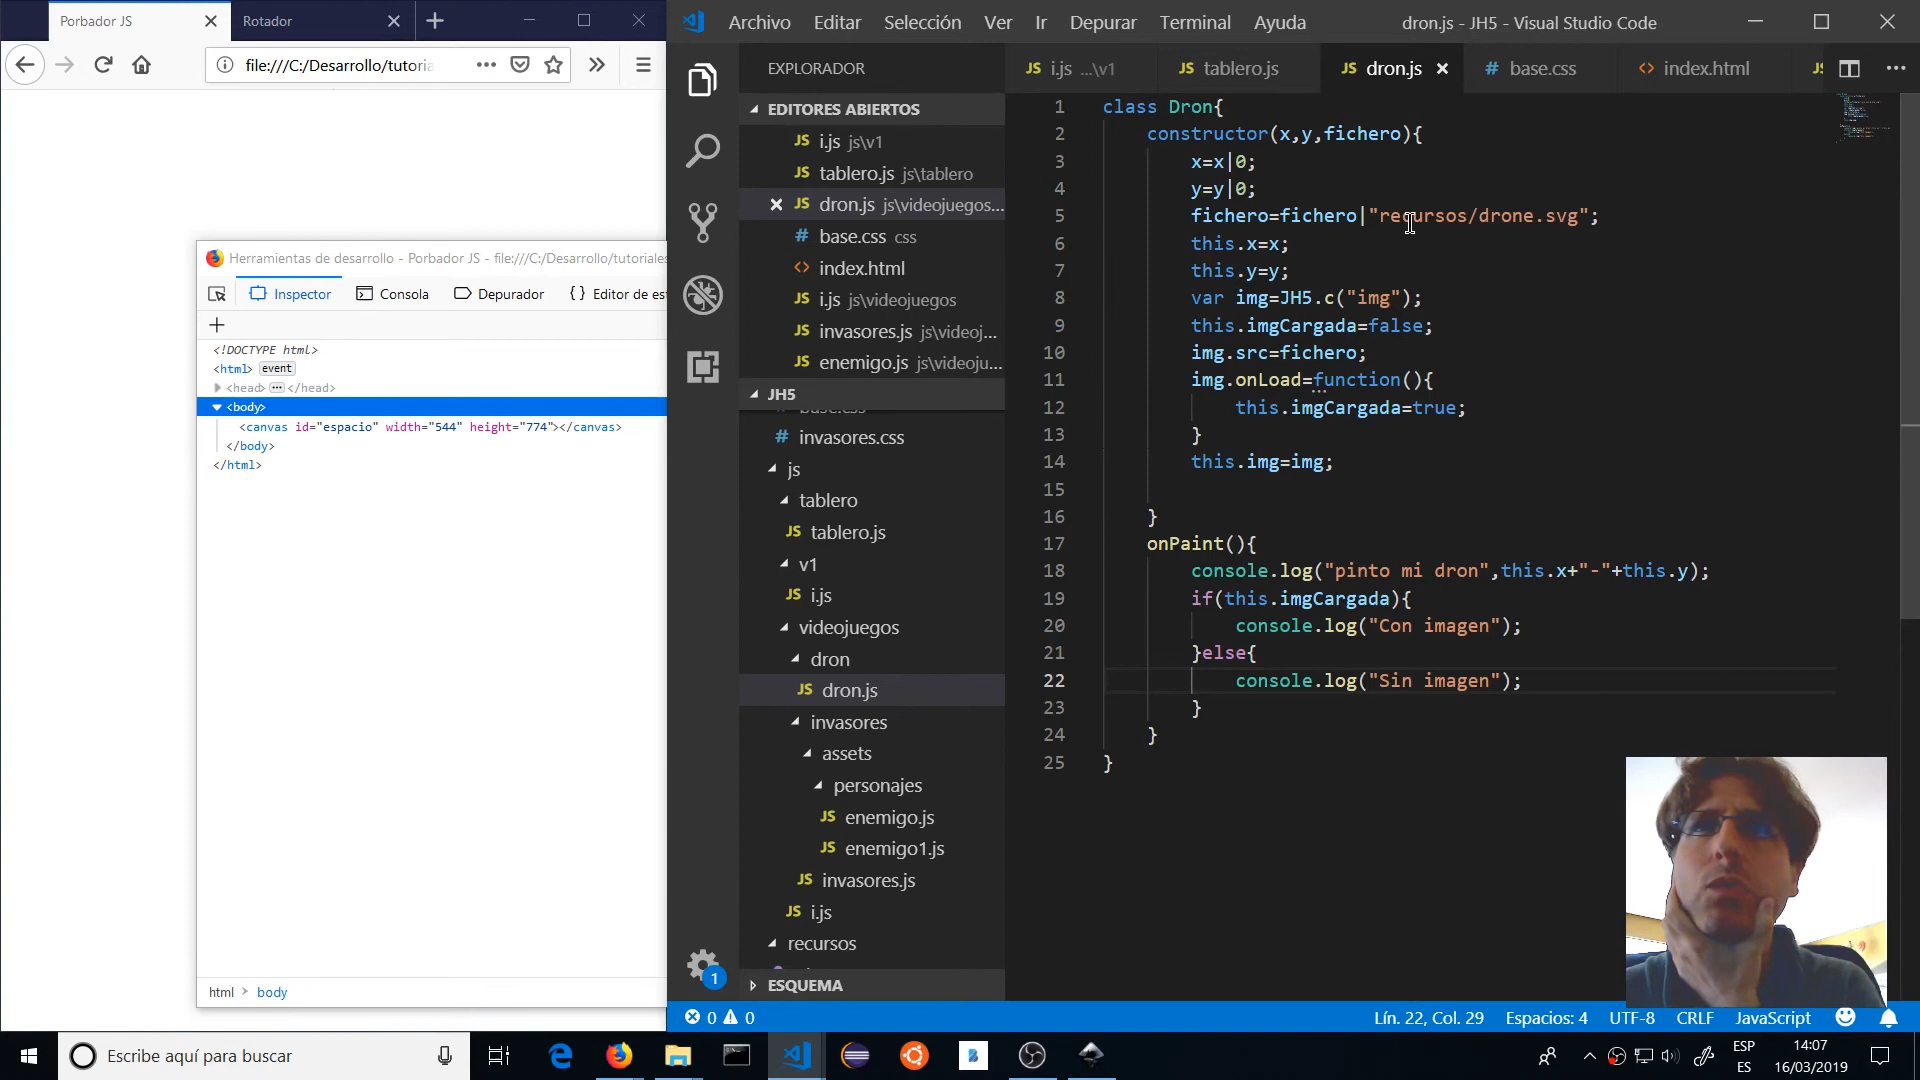 Porbador JS
Rotador
file:///C:/Desarrollo/tutoria
Herramientas de desarrollo - Porbador JS - file:///C:/Desarrollo/tutoriales
Inspector
Consola
Depurador
{ } Editor de est
<!DOCTYPE html>
<html> event
<head> ... </head>
<body>
<canvas id="espacio" width="544" height="774"></canvas>
</body>
</html>
html > body
Archivo Editar Selección Ver Ir Depurar Terminal Ayuda
dron.js - JH5 - Visual Studio Code
EXPLORADOR
JS i.js ...\v1
JS tablero.js
JS dron.js
# base.css
<> index.html
EDITORES ABIERTOS
JS i.js js\v1
JS tablero.js js\tablero
JS dron.js js\videojuegos...
# base.css css
<> index.html
JS i.js js\videojuegos
JS invasores.js js\videoj...
JS enemigo.js js\videoju...
JH5
base.css
# invasores.css
js
tablero
JS tablero.js
v1
JS i.js
videojuegos
dron
JS dron.js
invasores
assets
personajes
JS enemigo.js
JS enemigo1.js
JS invasores.js
JS i.js
recursos
ESQUEMA
1 class Dron{
2 constructor(x,y,fichero){
3 x=x|0;
4 y=y|0;
5 fichero=fichero|"recursos/drone.svg";
6 this.x=x;
7 this.y=y;
8 var img=JH5.c("img");
9 this.imgCargada=false;
10 img.src=fichero;
11 img.onLoad=function(){
12 this.imgCargada=true;
13 }
14 this.img=img;
15
16 }
17 onPaint(){
18 console.log("pinto mi dron",this.x+"-"+this.y);
19 if(this.imgCargada){
20 console.log("Con imagen");
21 }else{
22 console.log("Sin imagen");
23 }
24 }
25 }
1
0 0
Lín. 22, Col. 29 Espacios: 4 UTF-8 CRLF JavaScript
Escribe aquí para buscar
ESP
ES
14:07
16/03/2019